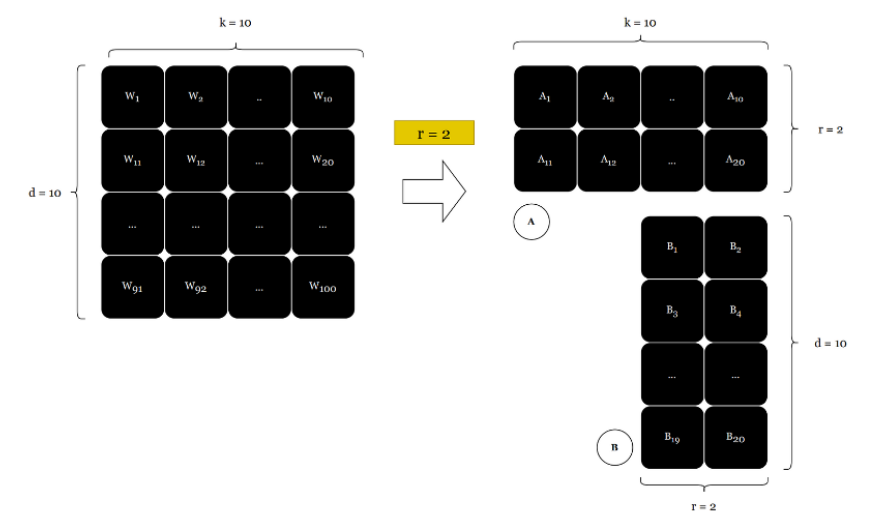 k = 10
k = 10
W1 W2 .. W10
d = 10
W11 W12 ... W20
... ... ... ...
W91 W92 ... W100
r = 2
A1 A2 .. A10
A11 A12 ... A20
r = 2
A
B1 B2
B3 B4
... ...
B19 B20
d = 10
B
r = 2